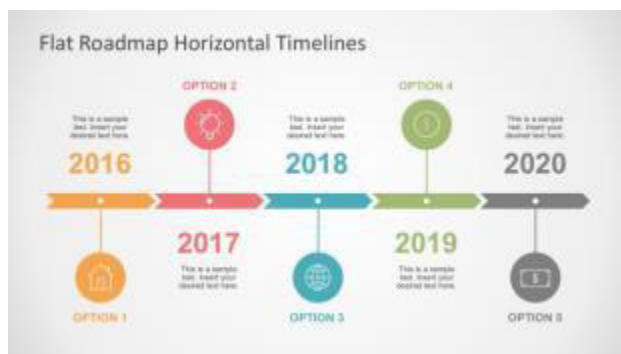 Flat Roadmap Horizontal Timelines
OPTION 2
OPTION 4
This is a sample
text. Insert your
desired text here.
This is a sample
text. Insert your
desired text here.
This is a sample
text. Insert your
desired text here.
2016
2018
2020
2017
2019
This is a sample
text. Insert your
desired text here.
This is a sample
text. Insert your
desired text here.
OPTION 1
OPTION 3
OPTION 5